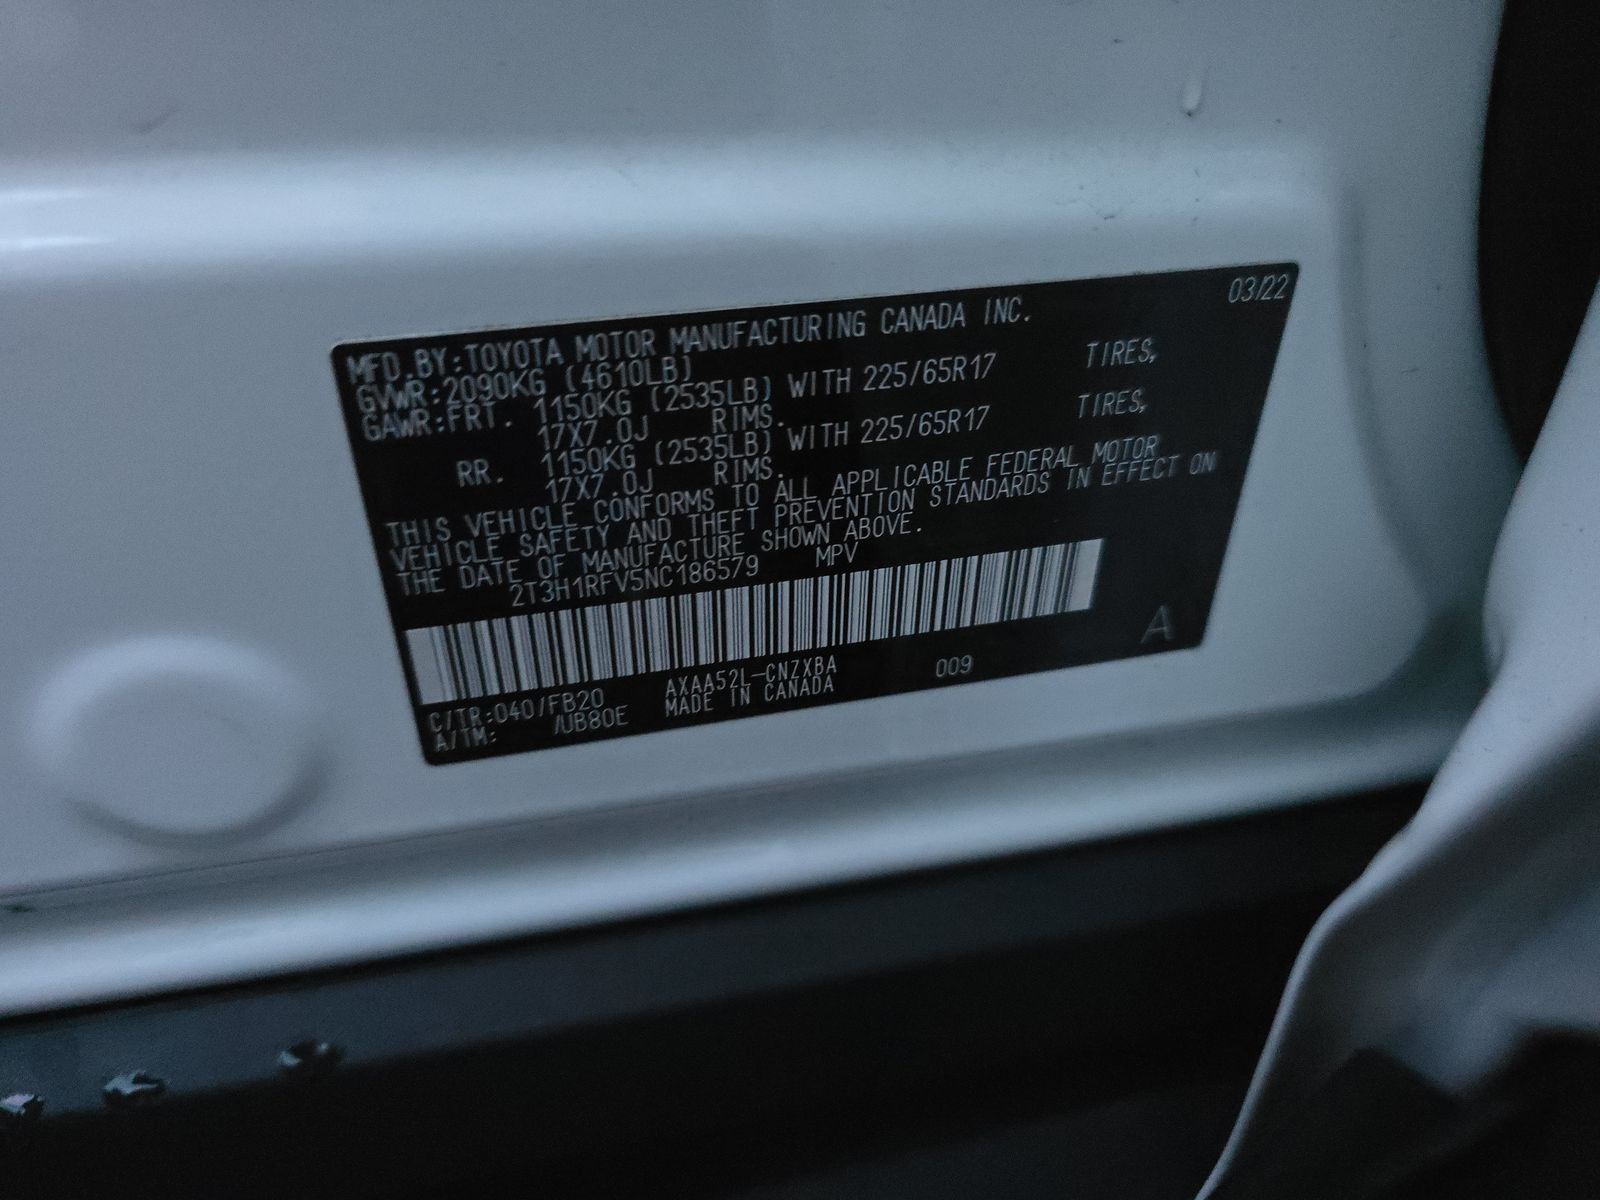 03/22
MFD.BY:TOYOTA MOTOR MANUFACTURING CANADA INC.
GVWR:2090KG (4610LB)
GAWR:FRT. 1150KG (2535LB) WITH 225/65R17 TIRES,
17X7.0J RIMS.
RR. 1150KG (2535LB) WITH 225/65R17 TIRES,
17X7.0J RIMS.
THIS VEHICLE CONFORMS TO ALL APPLICABLE FEDERAL MOTOR
VEHICLE SAFETY AND THEFT PREVENTION STANDARDS IN EFFECT ON
THE DATE OF MANUFACTURE SHOWN ABOVE.
2T3H1RFV5NC186579 MPV
C/TR:040/FB20 AXAA52L-CNZXBA 009 A
A/TM: /UB80E MADE IN CANADA